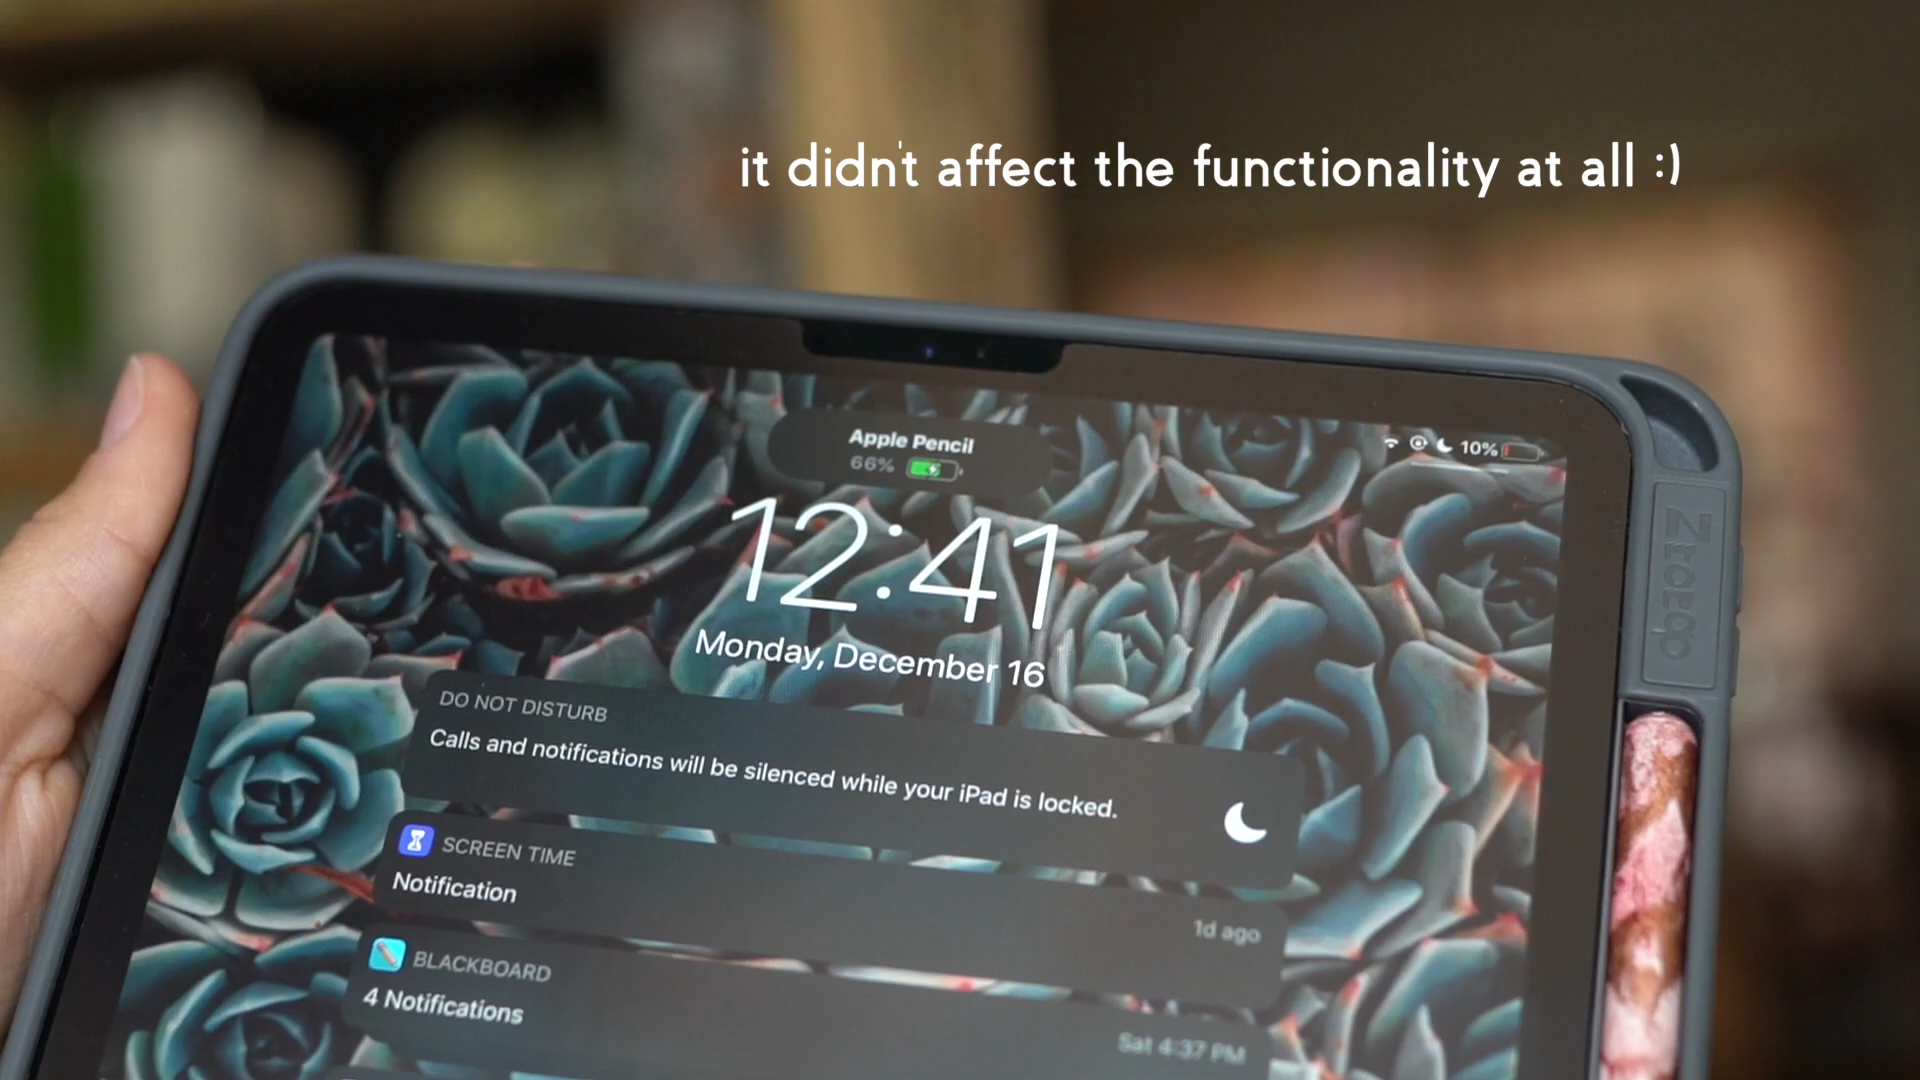 it didn't affect the functionality at all :)
Apple Pencil
66%
10%
12:41
Monday, December 16
DO NOT DISTURB
Calls and notifications will be silenced while your iPad is locked.
SCREEN TIME
Notification
1d ago
BLACKBOARD
4 Notifications
Sat 4:37 PM
ZtotoP